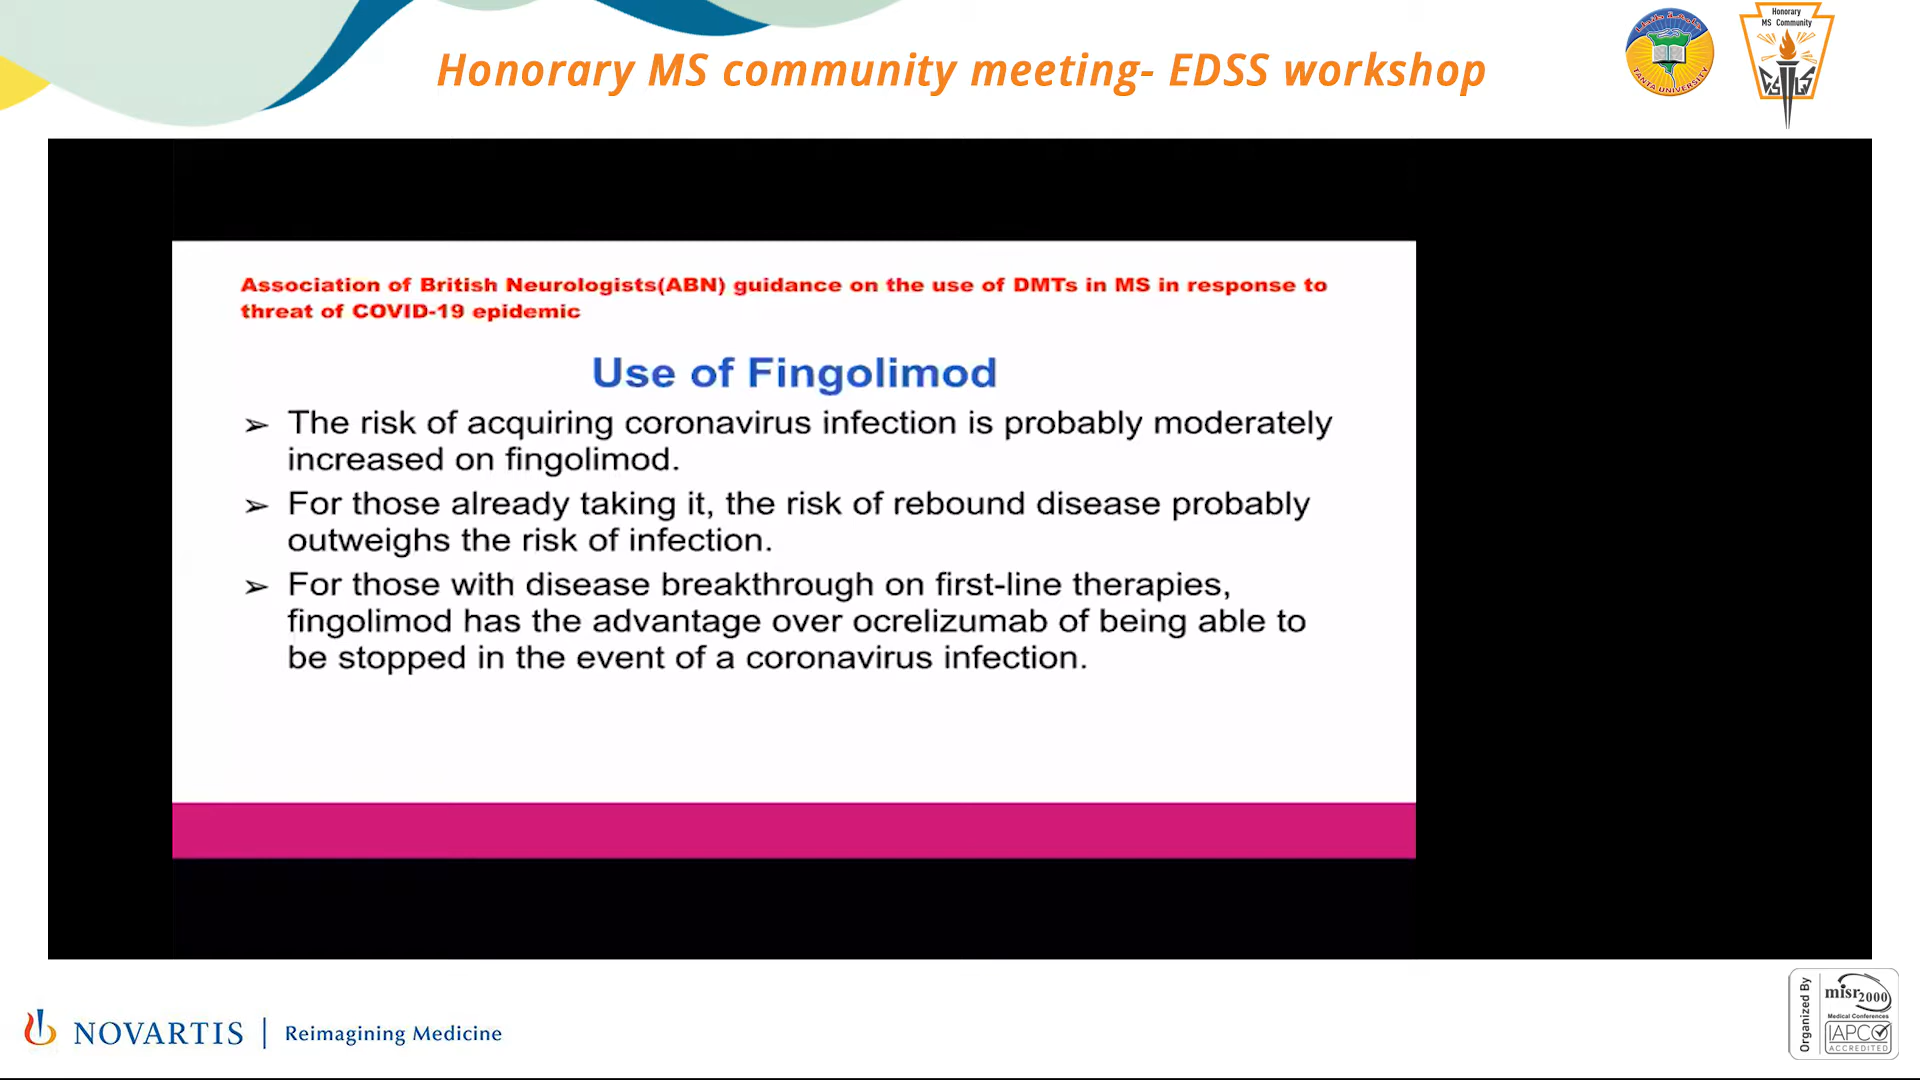 Honorary MS community meeting- EDSS workshop
TANTA UNIVERSITY
Honorary
MS Community
Association of British Neurologists(ABN) guidance on the use of DMTs in MS in response to
threat of COVID-19 epidemic
Use of Fingolimod
➢ The risk of acquiring coronavirus infection is probably moderately
increased on fingolimod.
➢ For those already taking it, the risk of rebound disease probably
outweighs the risk of infection.
➢ For those with disease breakthrough on first-line therapies,
fingolimod has the advantage over ocrelizumab of being able to
be stopped in the event of a coronavirus infection.
NOVARTIS | Reimagining Medicine
Organized By
misr2000
Medical Conferences
IAPCO
ACCREDITED